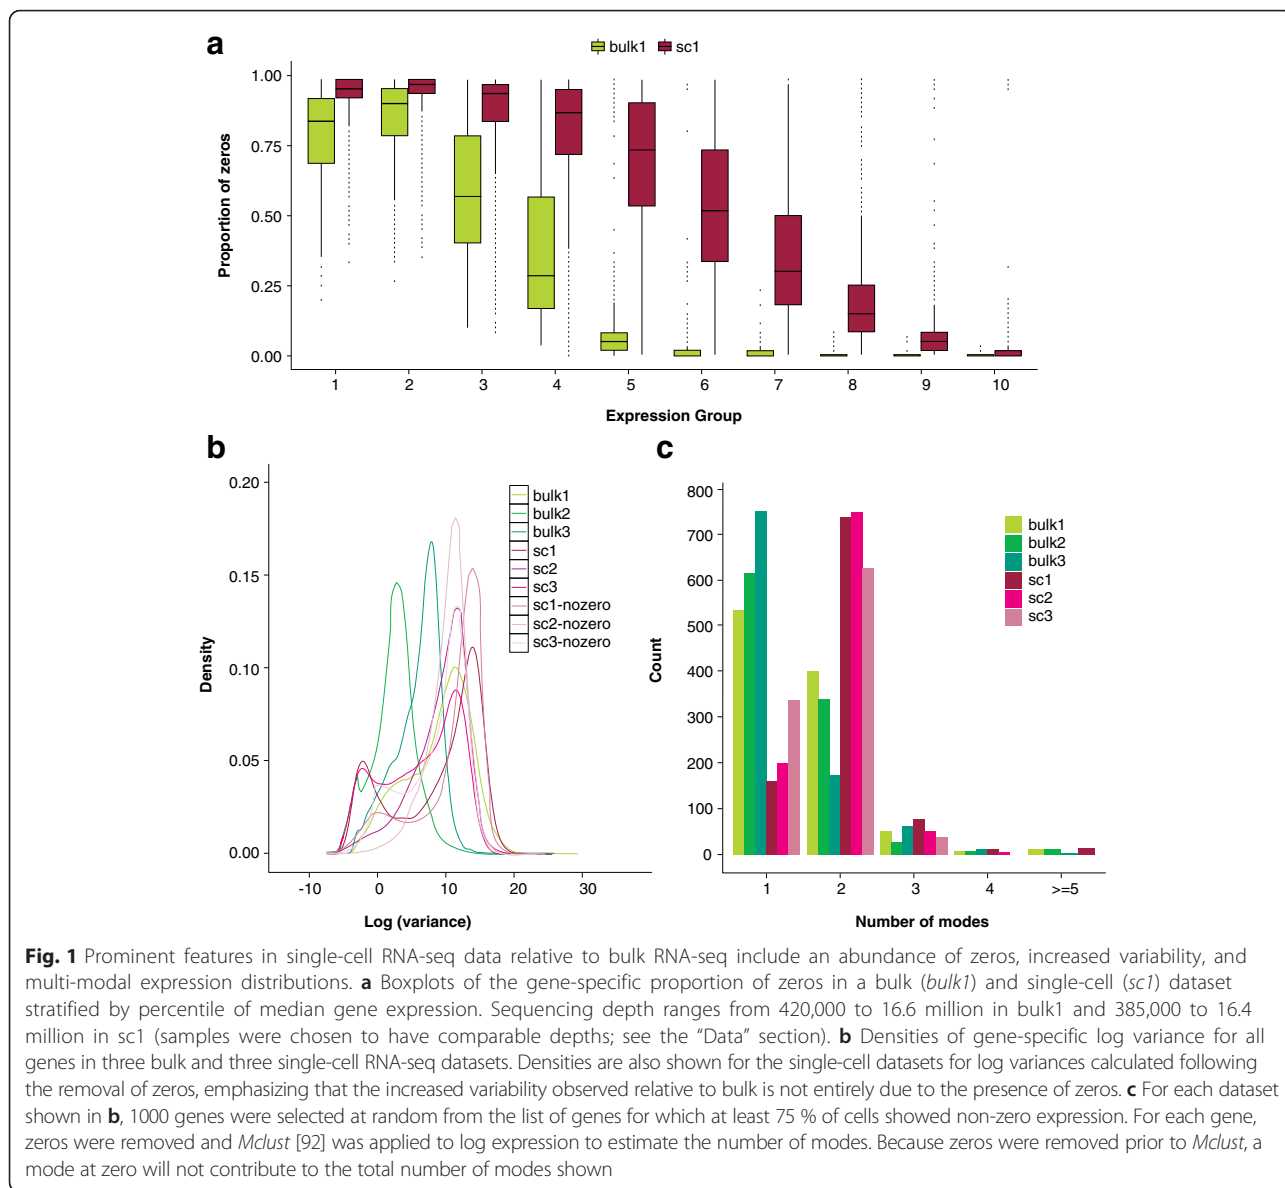 a
bulk1 sc1
1.00
0.75
0.50
0.25
0.00
Proportion of zeros
1 2 3 4 5 6 7 8 9 10
Expression Group
b
0.20
0.15
0.10
0.05
0.00
Density
bulk1
bulk2
bulk3
sc1
sc2
sc3
sc1-nozero
sc2-nozero
sc3-nozero
-10 0 10 20 30
Log (variance)
c
800
700
600
500
400
300
200
100
0
Count
bulk1
bulk2
bulk3
sc1
sc2
sc3
1 2 3 4 >=5
Number of modes
Fig. 1 Prominent features in single-cell RNA-seq data relative to bulk RNA-seq include an abundance of zeros, increased variability, and
multi-modal expression distributions. a Boxplots of the gene-specific proportion of zeros in a bulk (bulk1) and single-cell (sc1) dataset
stratified by percentile of median gene expression. Sequencing depth ranges from 420,000 to 16.6 million in bulk1 and 385,000 to 16.4
million in sc1 (samples were chosen to have comparable depths; see the “Data” section). b Densities of gene-specific log variance for all
genes in three bulk and three single-cell RNA-seq datasets. Densities are also shown for the single-cell datasets for log variances calculated following
the removal of zeros, emphasizing that the increased variability observed relative to bulk is not entirely due to the presence of zeros. c For each dataset
shown in b, 1000 genes were selected at random from the list of genes for which at least 75 % of cells showed non-zero expression. For each gene,
zeros were removed and Mclust [92] was applied to log expression to estimate the number of modes. Because zeros were removed prior to Mclust, a
mode at zero will not contribute to the total number of modes shown